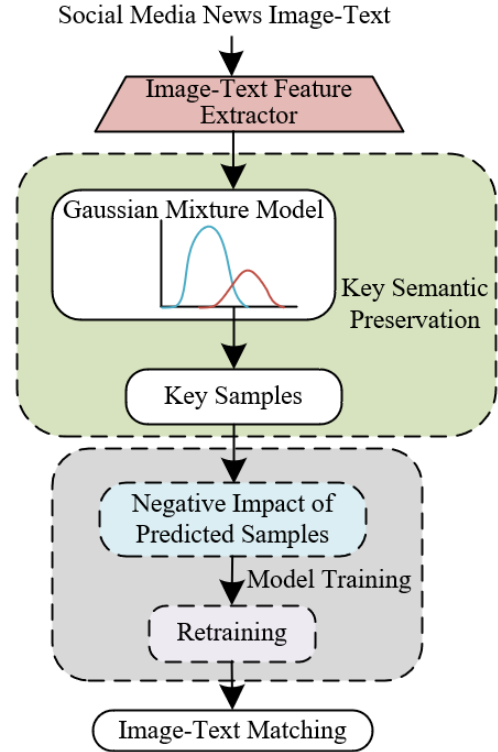 Social Media News Image-Text
Image-Text Feature
Extractor
Gaussian Mixture Model
Key Semantic
Preservation
Key Samples
Negative Impact of
Predicted Samples
Model Training
Retraining
Image-Text Matching